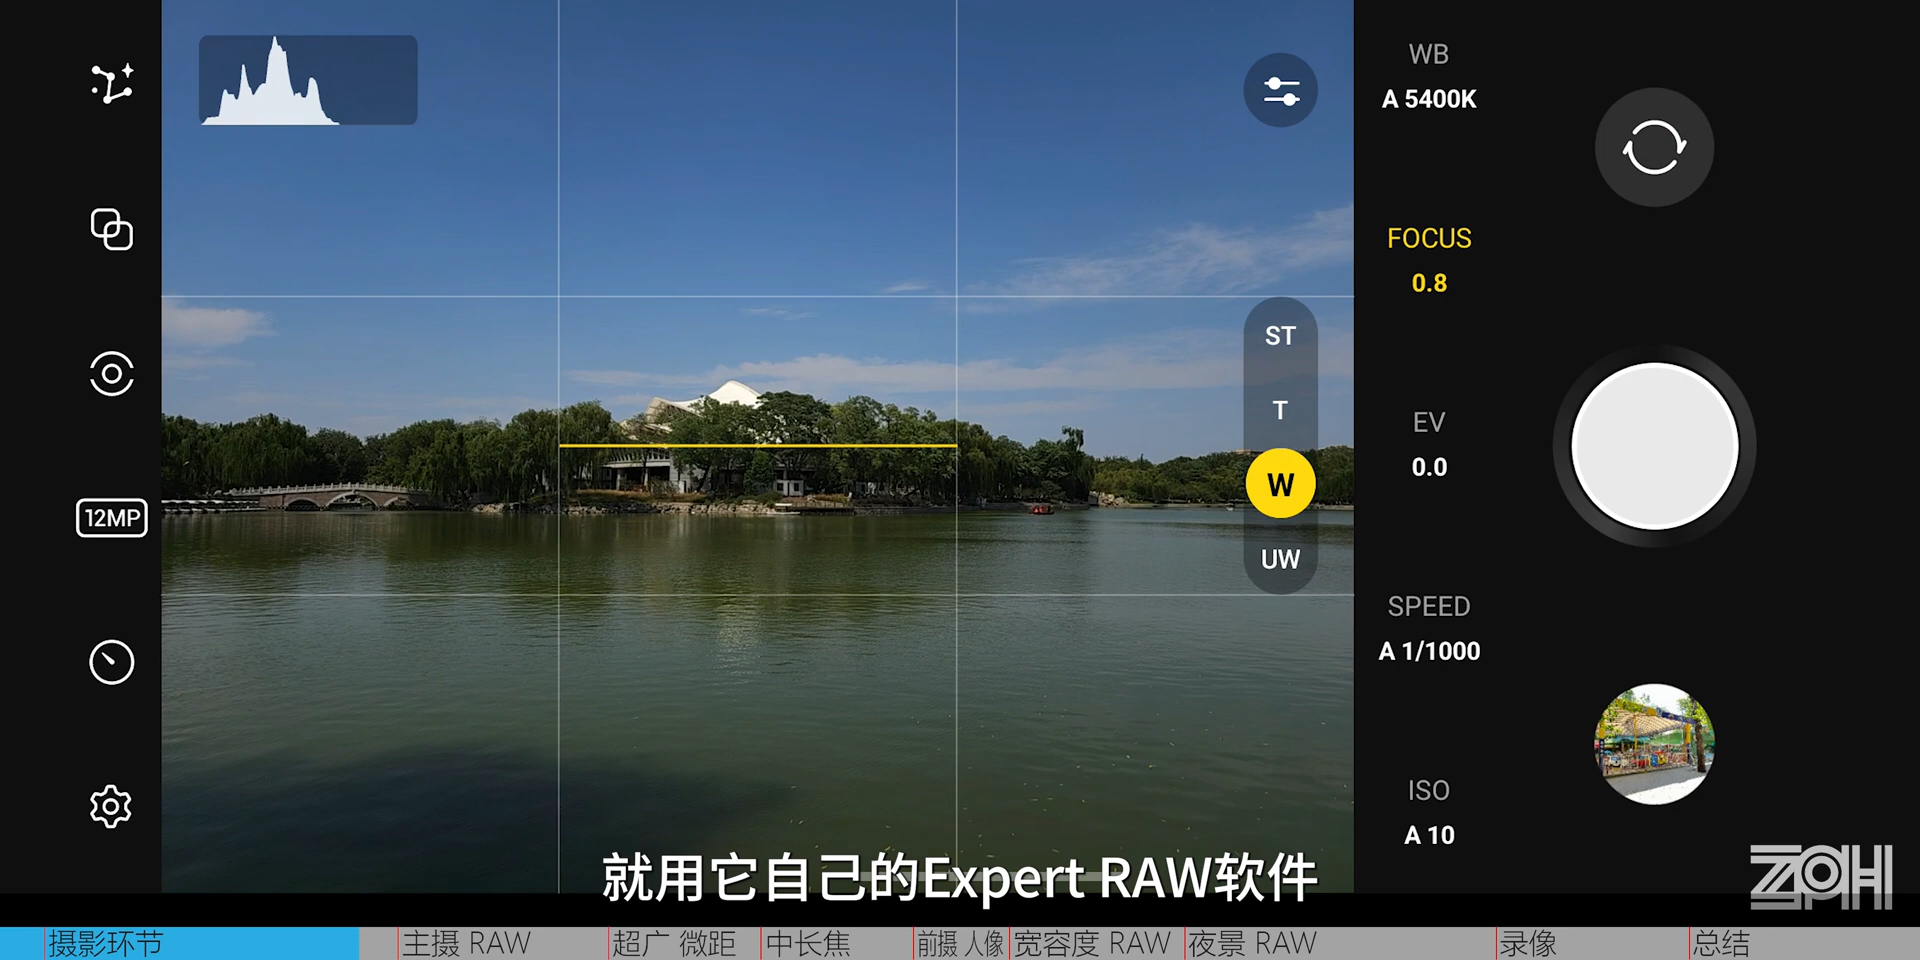 WB
A 5400K
FOCUS
0.8
ST
T
W
UW
EV
0.0
12MP
SPEED
A 1/1000
ISO
A 10
就用它自己的Expert RAW软件
摄影环节
主摄 RAW
超广 微距
中长焦
前摄 人像
宽容度 RAW
夜景 RAW
录像
总结